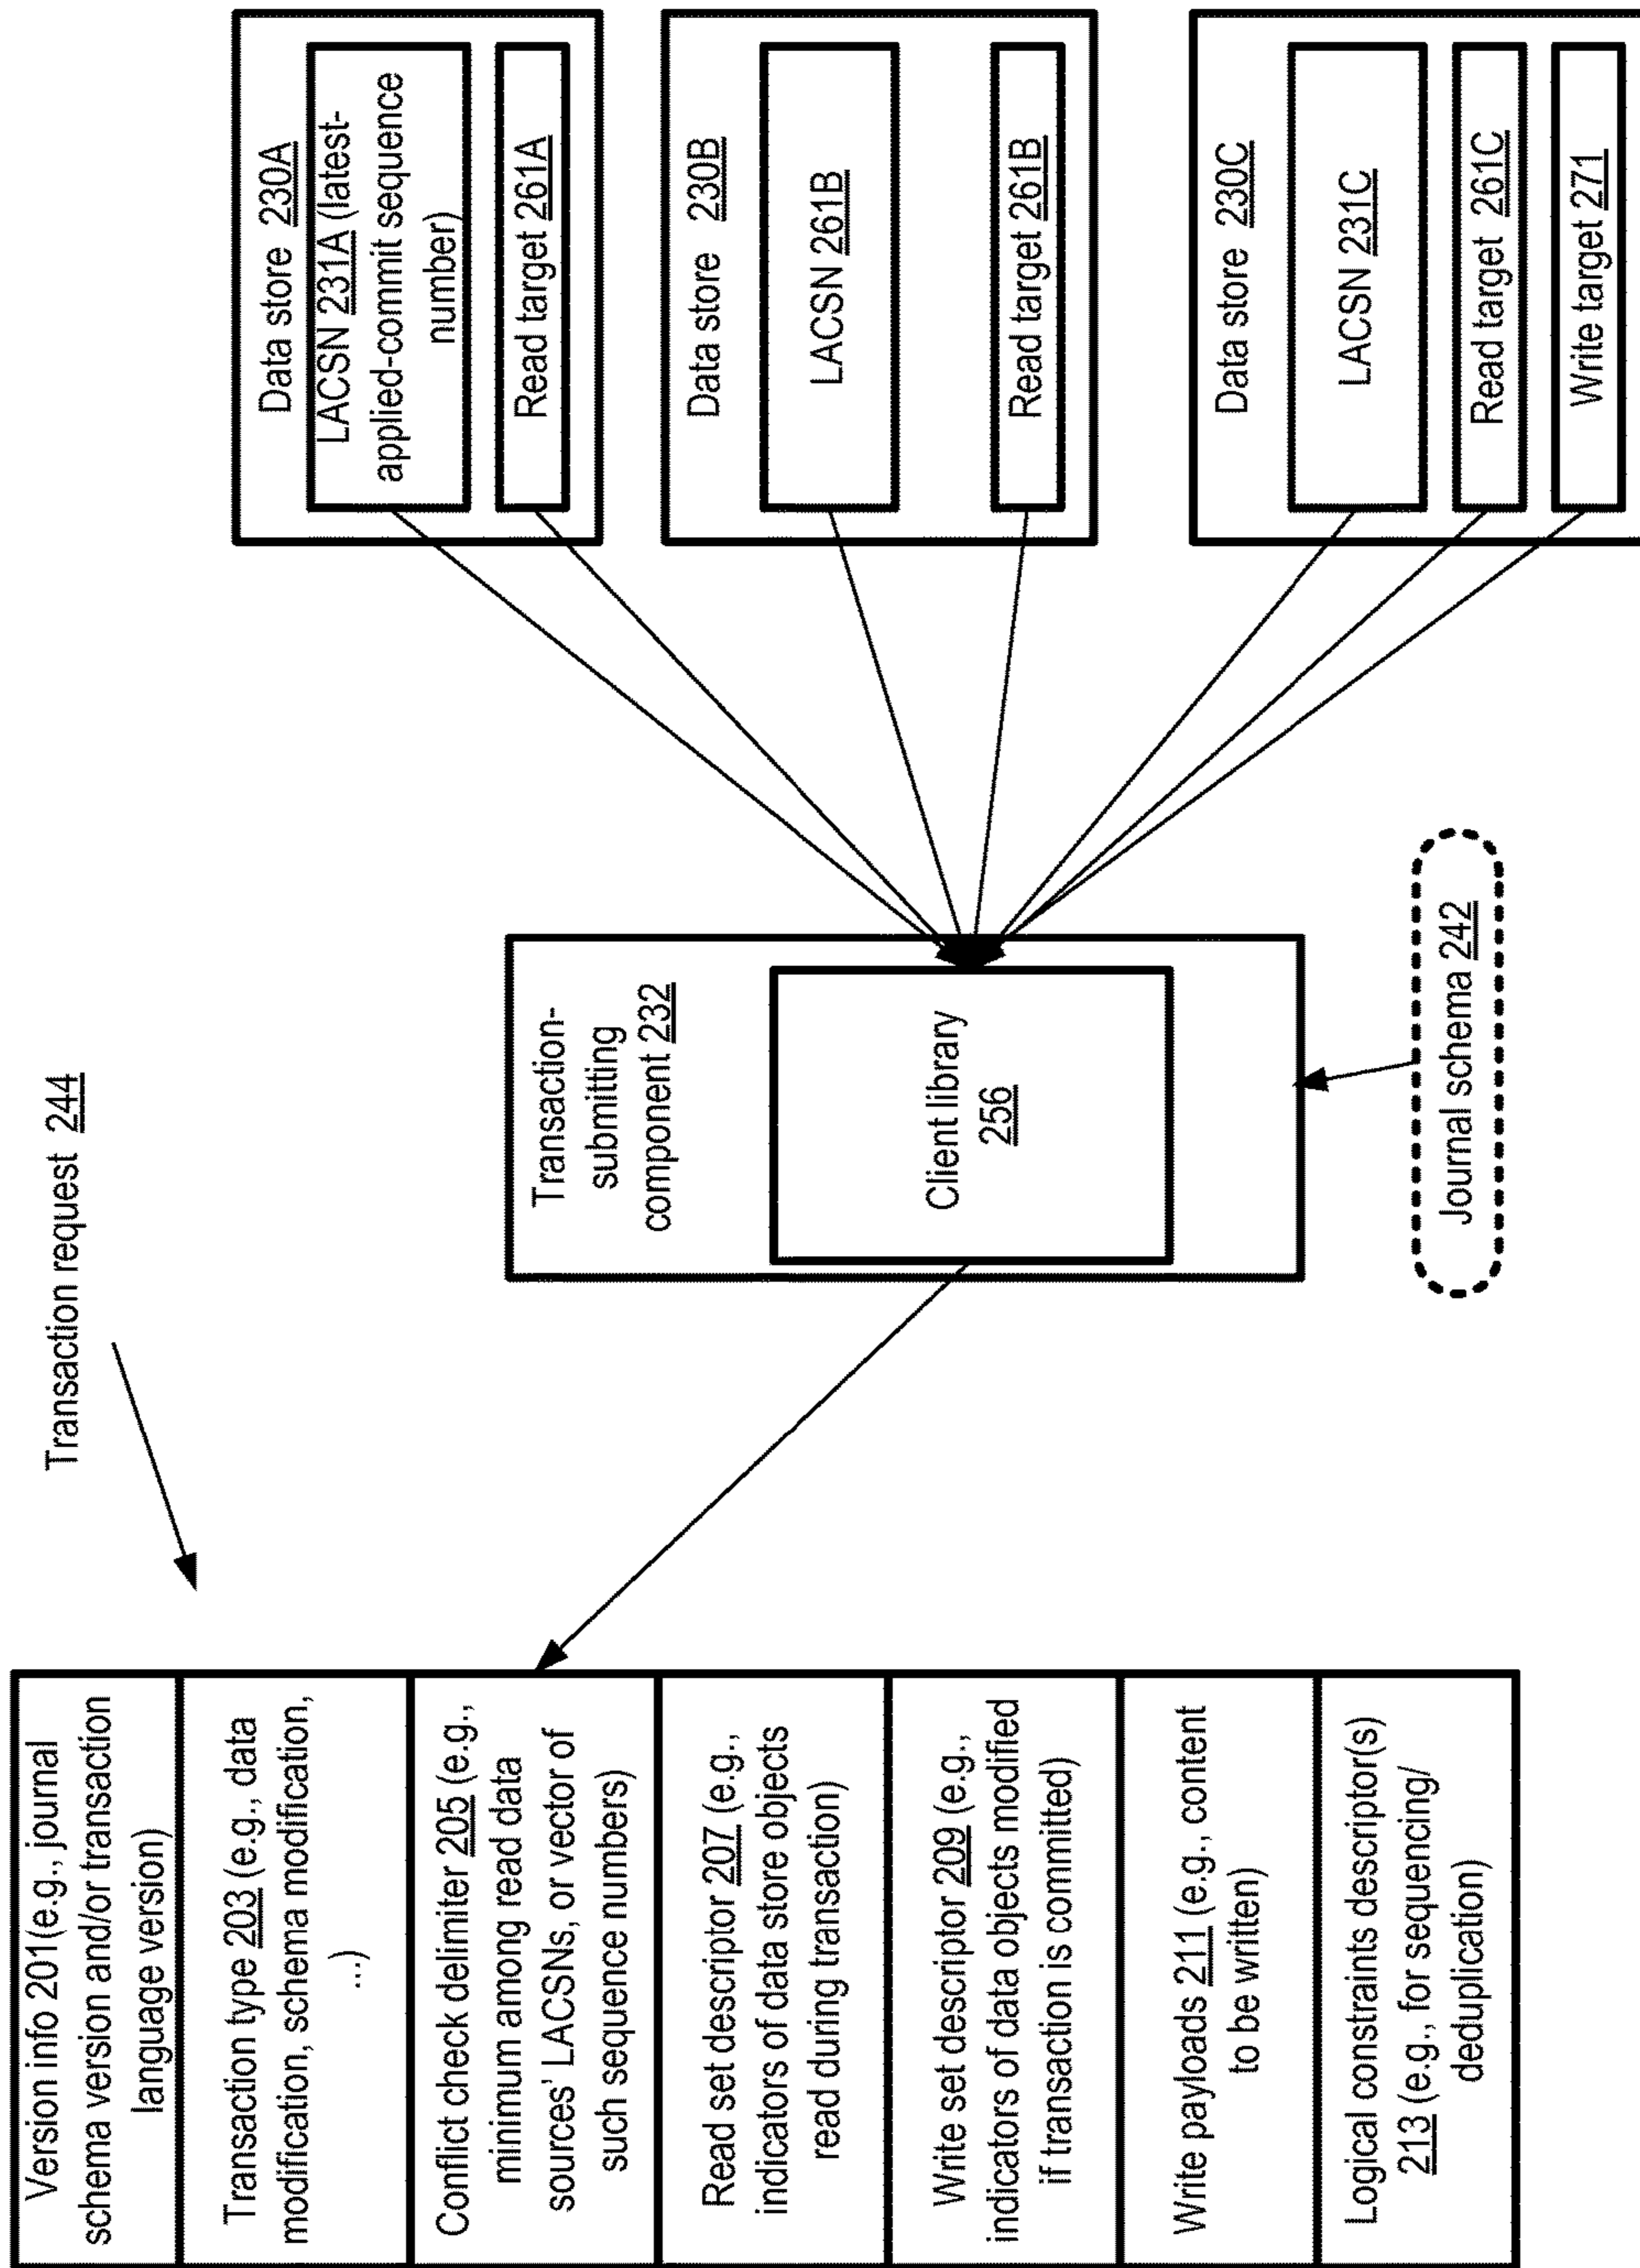 Transaction request 244
Version info 201(e.g., journal
schema version and/or transaction
language version)
Transaction type 203 (e.g., data
modification, schema modification,
...)
Conflict check delimiter 205 (e.g.,
minimum among read data
sources' LACSNs, or vector of
such sequence numbers)
Read set descriptor 207 (e.g.,
indicators of data store objects
read during transaction)
Write set descriptor 209 (e.g.,
indicators of data objects modified
if transaction is committed)
Write payloads 211 (e.g., content
to be written)
Logical constraints descriptor(s)
213 (e.g., for sequencing/
deduplication)
Transaction-
submitting
component 232
Client library
256
Journal schema 242
Data store 230A
LACSN 231A (latest-
applied-commit sequence
number)
Read target 261A
Data store 230B
LACSN 261B
Read target 261B
Data store 230C
LACSN 231C
Read target 261C
Write target 271